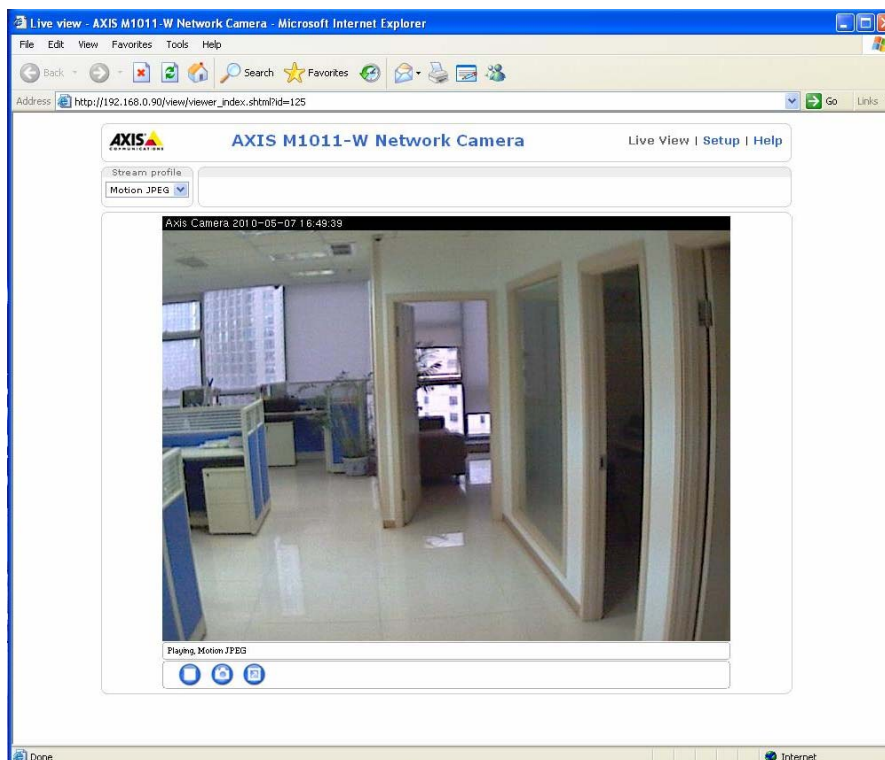 Live view - AXIS M1011-W Network Camera - Microsoft Internet Explorer
File Edit View Favorites Tools Help
Back Search Favorites
Address http://192.168.0.90/view/viewer_index.shtml?id=125 Go Links
AXIS COMMUNICATIONS
AXIS M1011-W Network Camera
Live View | Setup | Help
Stream profile
Motion JPEG
Axis Camera 2010-05-07 16:49:39
Playing, Motion JPEG
Done Internet